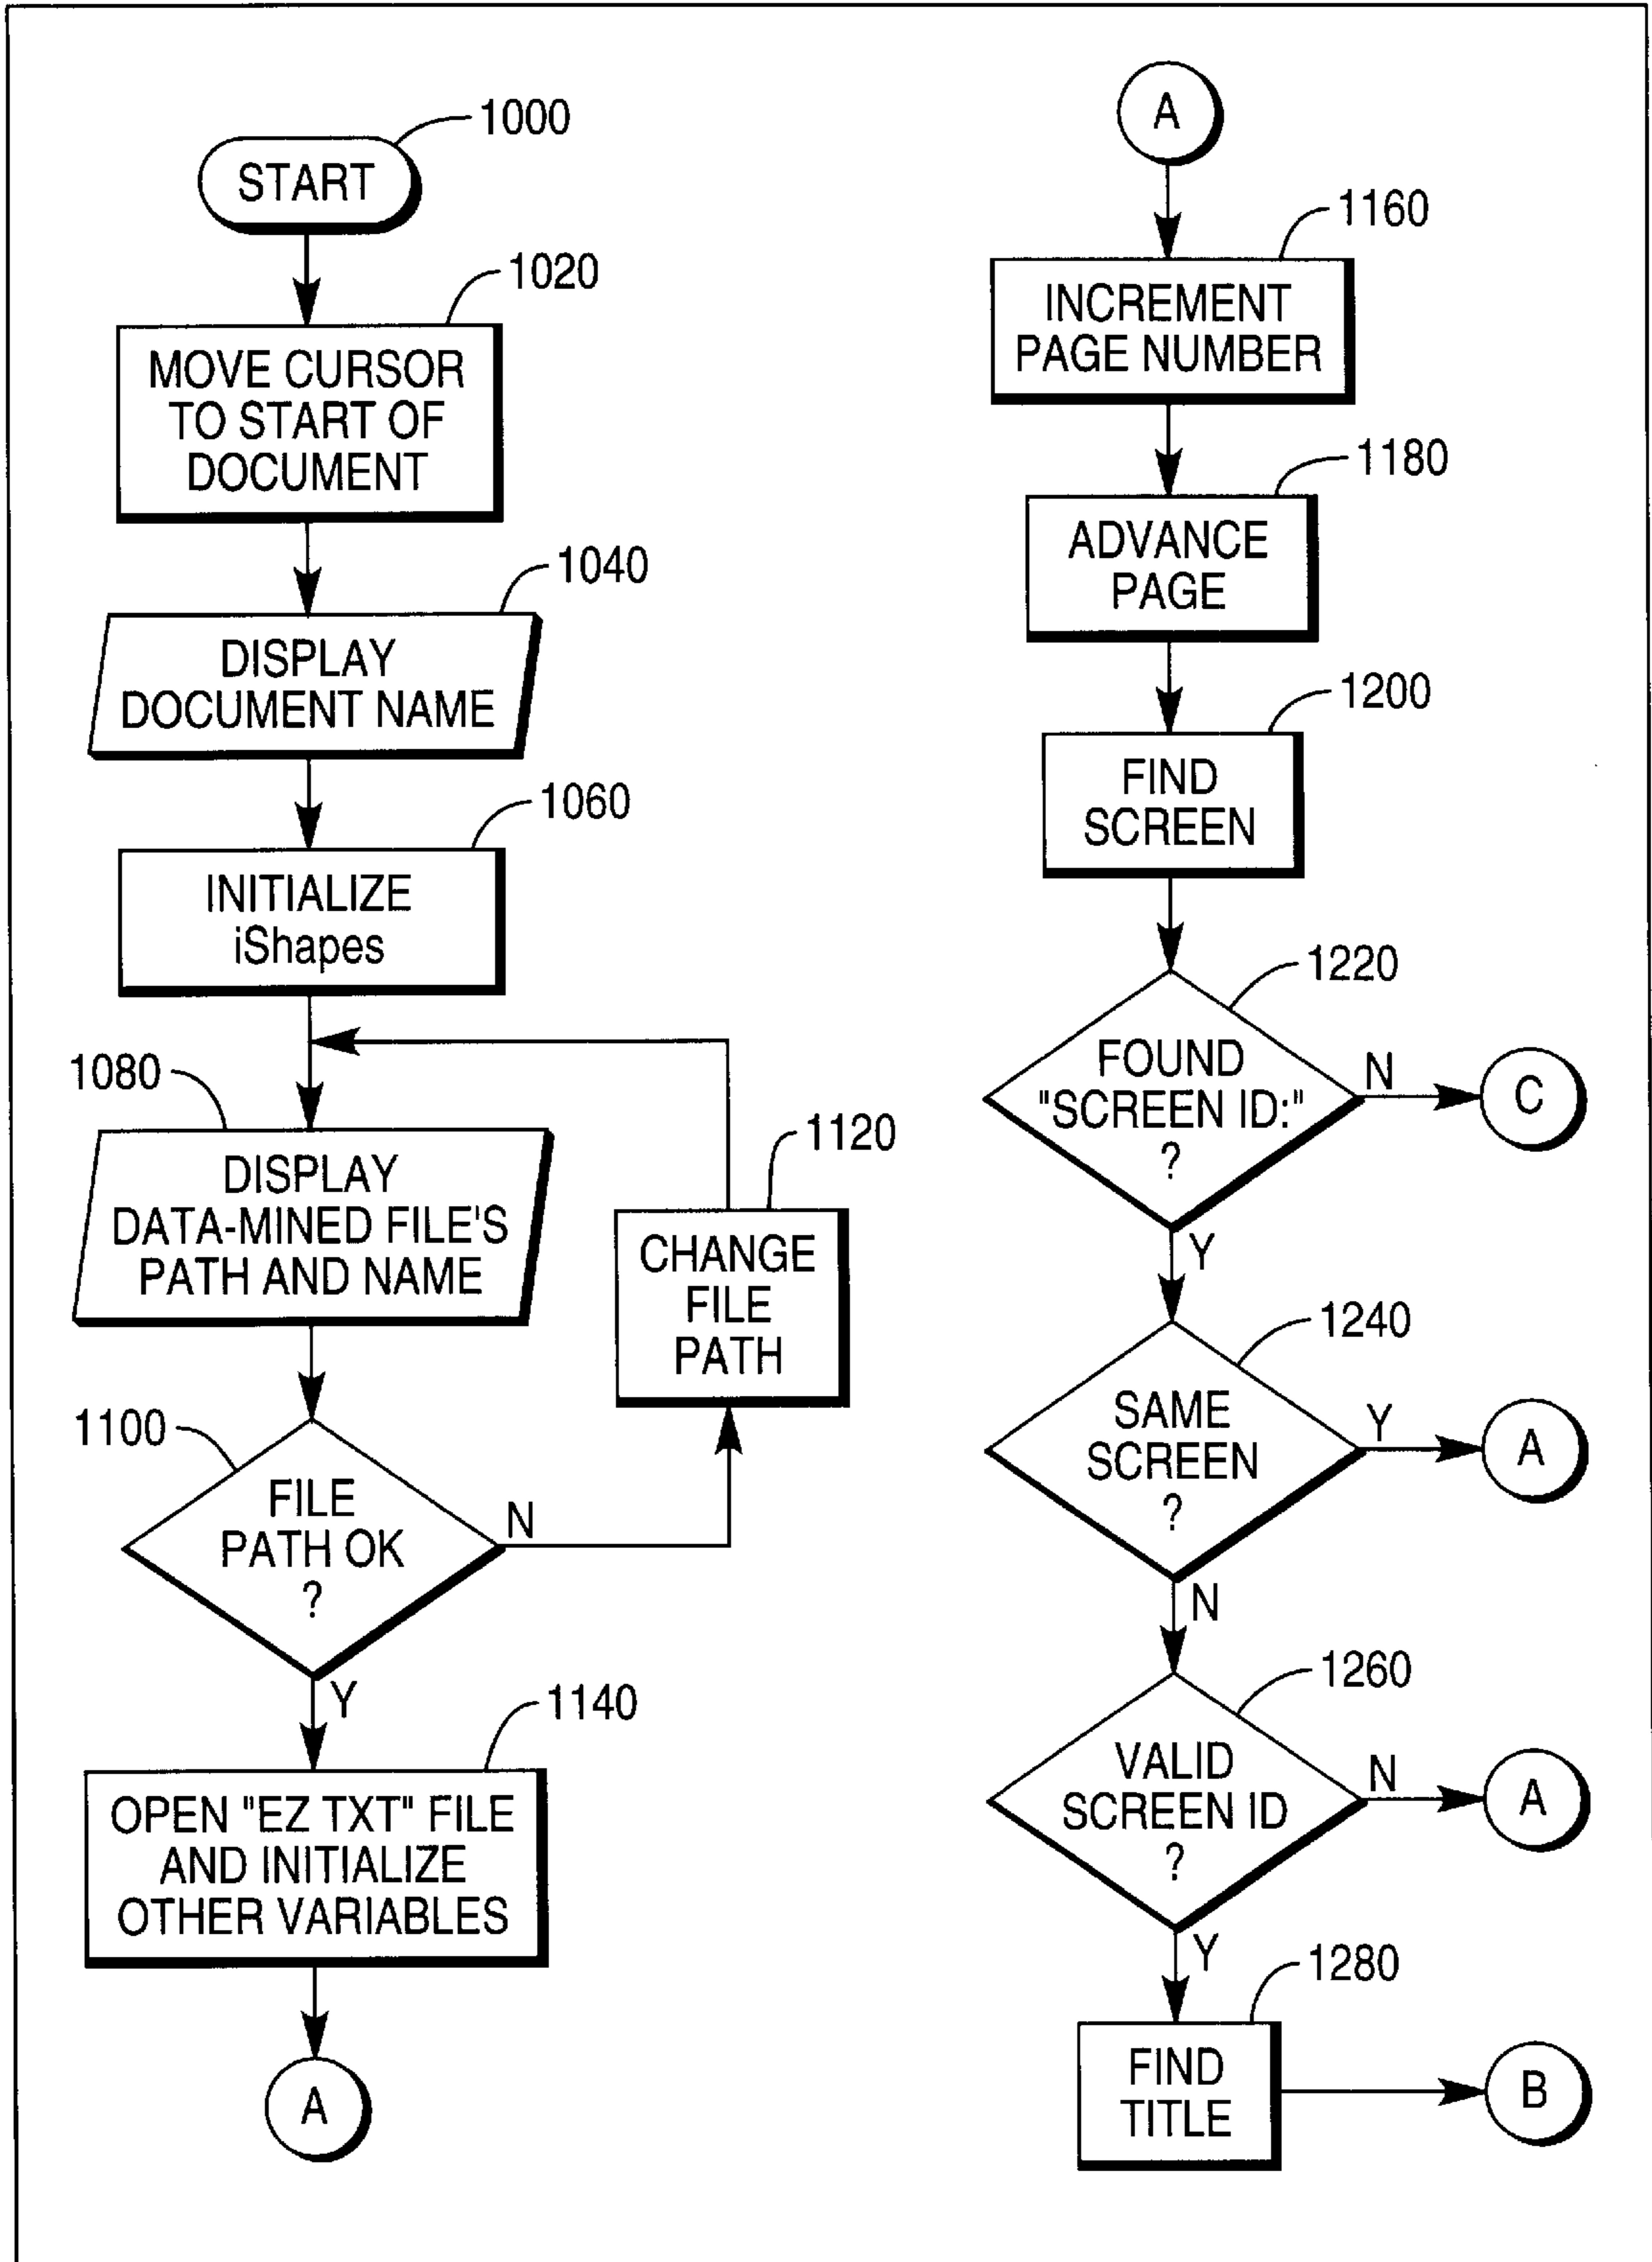 1000
START
1020
MOVE CURSOR
TO START OF
DOCUMENT
1040
DISPLAY
DOCUMENT NAME
1060
INITIALIZE
iShapes
1080
DISPLAY
DATA-MINED FILE'S
PATH AND NAME
1120
CHANGE
FILE
PATH
1100
FILE
PATH OK
?
N
Y
1140
OPEN "EZ TXT" FILE
AND INITIALIZE
OTHER VARIABLES
A
A
1160
INCREMENT
PAGE NUMBER
1180
ADVANCE
PAGE
1200
FIND
SCREEN
1220
FOUND
"SCREEN ID:"
?
N
C
Y
1240
SAME
SCREEN
?
Y
A
N
1260
VALID
SCREEN ID
?
N
A
Y
1280
FIND
TITLE
B